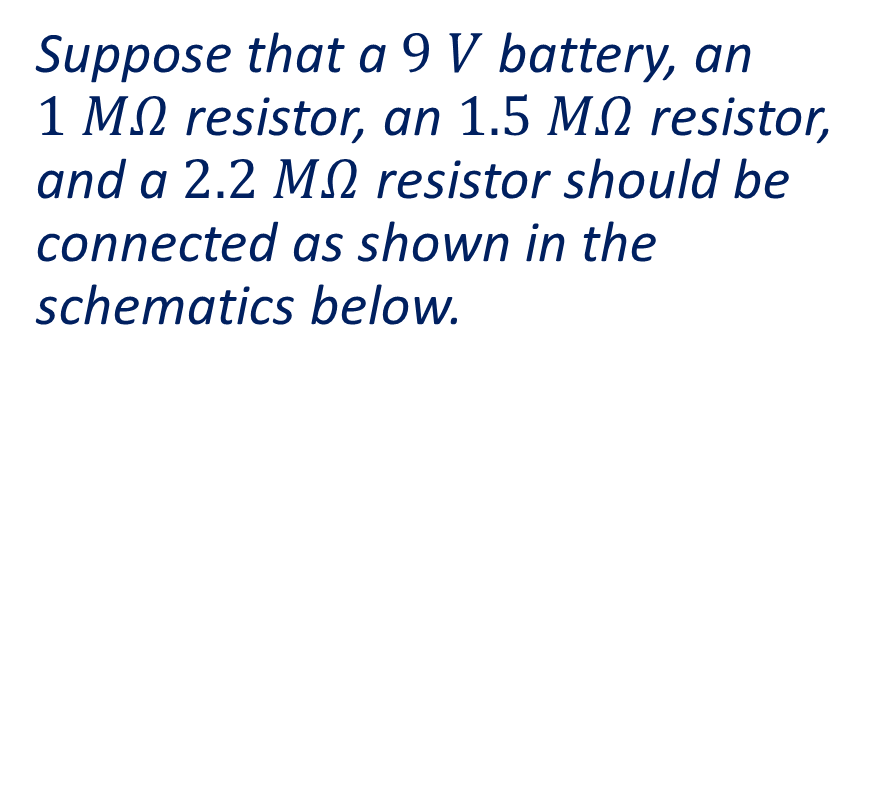 Suppose that a 9 V battery, an
1 MΩ resistor, an 1.5 MΩ resistor,
and a 2.2 MΩ resistor should be
connected as shown in the
schematics below.